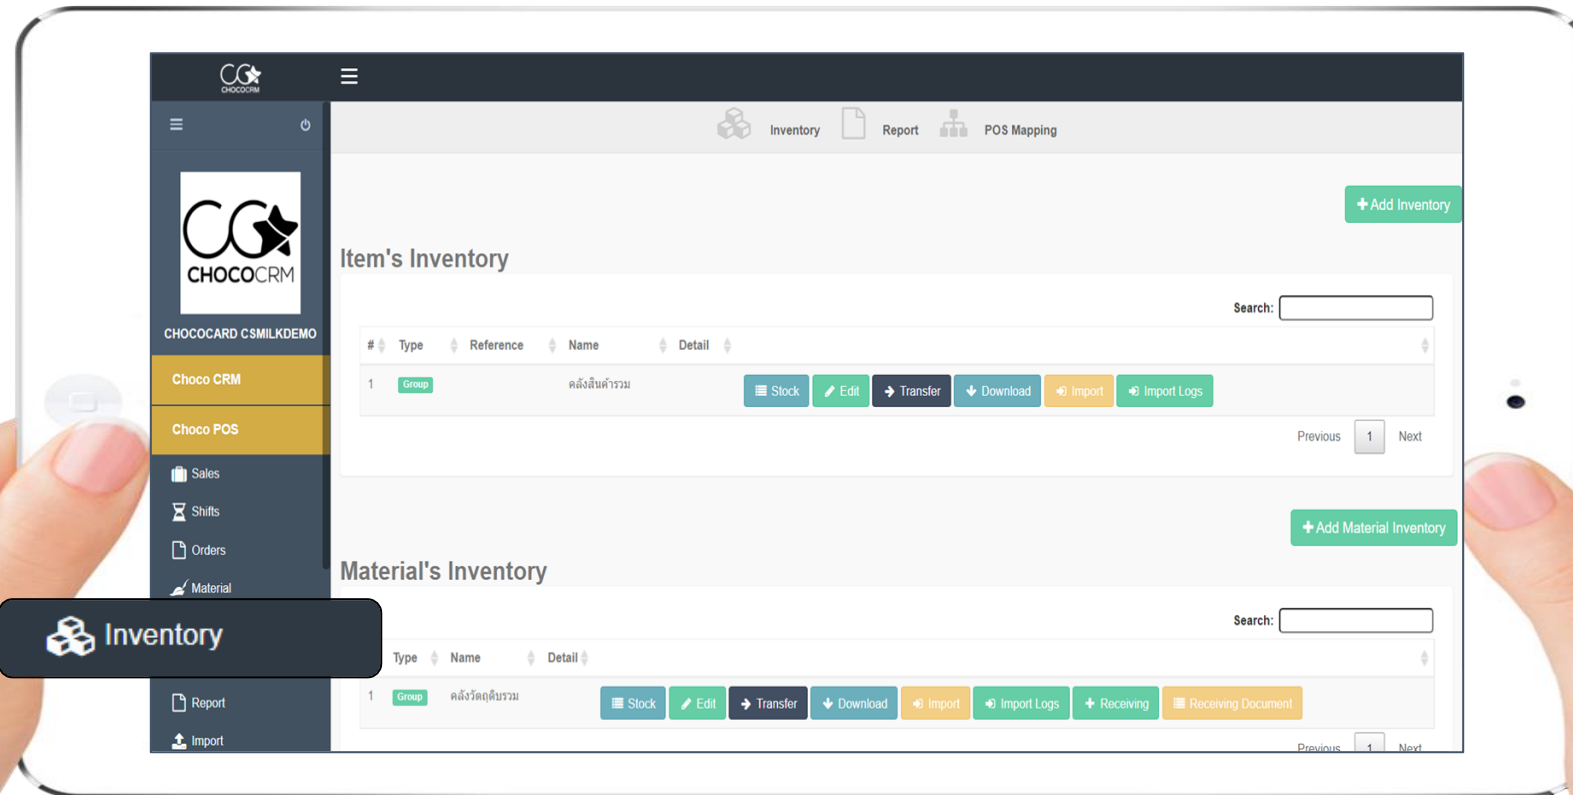 CHOCOCRM
Inventory Report POS Mapping
+ Add Inventory
CHOCOCRM
Item's Inventory
Search:
CHOCOCARD CSMILKDEMO
# Type Reference Name Detail
1 Group คลังสินค้ารวม Stock Edit Transfer Download Import Import Logs
Choco CRM
Previous 1 Next
Choco POS
Sales
Shifts
Orders
Material
+ Add Material Inventory
Material's Inventory
Inventory
Search:
Type Name Detail
1 Group คลังวัตถุดิบรวม Stock Edit Transfer Download Import Import Logs + Receiving Receiving Document
Report
Import
Previous 1 Next